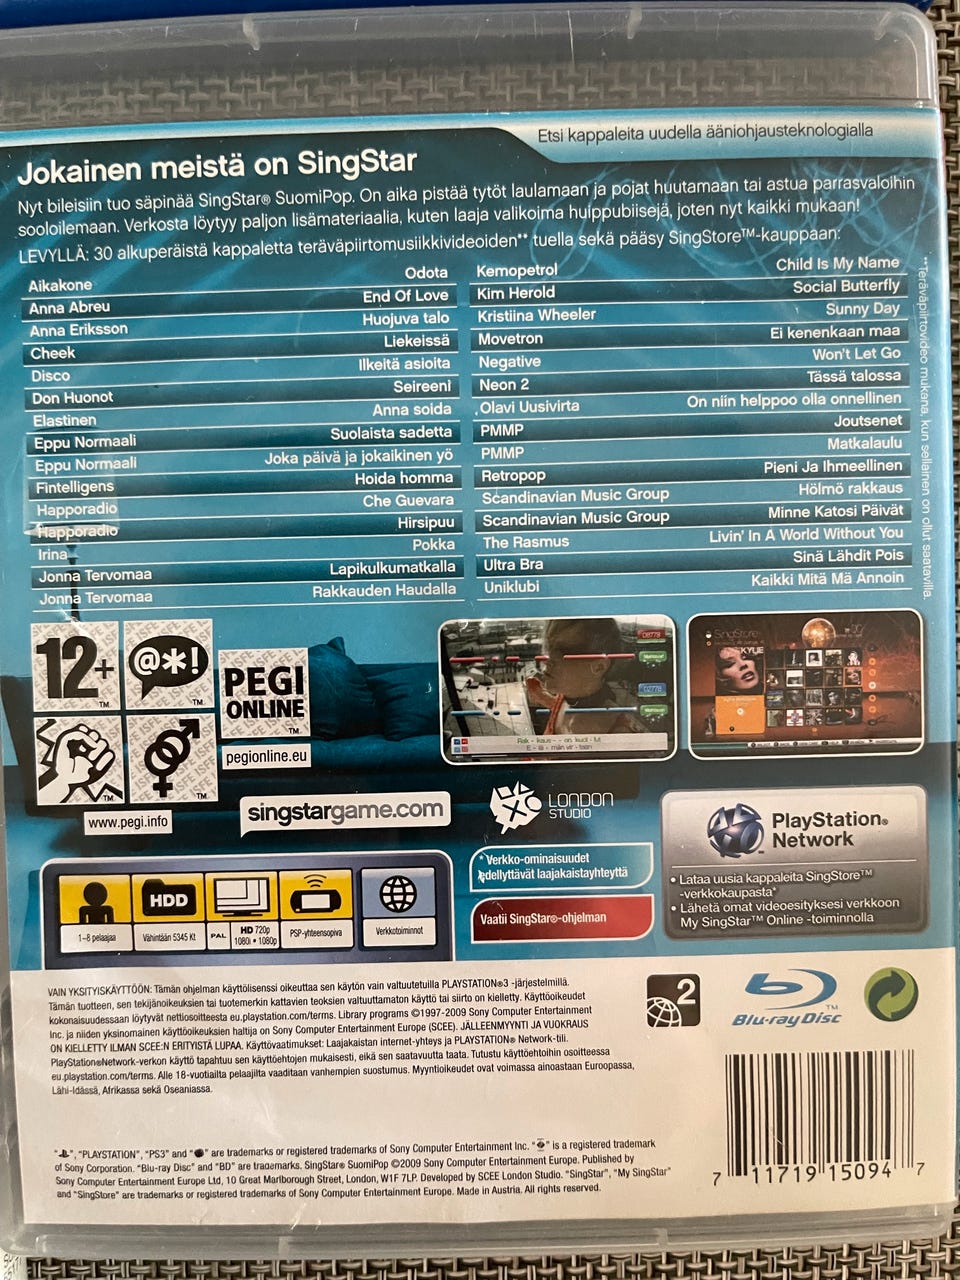 Etsi kappaleita uudella ääniohjausteknologialla
Jokainen meistä on SingStar
Nyt bileisiin tuo säpinää SingStar® SuomiPop. On aika pistää tytöt laulamaan ja pojat huutamaan tai astua parrasvaloihin
sooloilemaan. Verkosta löytyy paljon lisämateriaalia, kuten laaja valikoima huippubiisejä, joten nyt kaikki mukaan!
LEVYLLÄ: 30 alkuperäistä kappaletta teräväpiirtomusiikkivideoiden** tuella sekä pääsy SingStore™-kauppaan:
Aikakone Odota
Anna Abreu End Of Love
Anna Eriksson Huojuva talo
Cheek Liekeissä
Disco Ilkeitä asioita
Don Huonot Seireeni
Elastinen Anna soida
Eppu Normaali Suolaista sadetta
Eppu Normaali Joka päivä ja jokaikinen yö
Fintelligens Hoida homma
Happoradio Che Guevara
Happoradio Hirsipuu
Irina Pokka
Jonna Tervomaa Lapikulkumatkalla
Jonna Tervomaa Rakkauden Haudalla
Kemopetrol Child Is My Name
Kim Herold Social Butterfly
Kristiina Wheeler Sunny Day
Movetron Ei kenenkaan maa
Negative Won't Let Go
Neon 2 Tässä talossa
Olavi Uusivirta On niin helppoo olla onnellinen
PMMP Joutsenet
PMMP Matkalaulu
Retropop Pieni Ja Ihmeellinen
Scandinavian Music Group Hölmö rakkaus
Scandinavian Music Group Minne Katosi Päivät
The Rasmus Livin' In A World Without You
Ultra Bra Sinä Lähdit Pois
Uniklubi Kaikki Mitä Mä Annoin
**Teräväpiirtovideo mukana, kun sellainen on ollut saatavilla.
12+ ™
@*!
™
PEGI
ONLINE
™
pegionline.eu
www.pegi.info
Rak - kaus - - on kuol - lut
E - lä - män vir - taan
SingStore
KYLIE
singstargame.com
LONDON
STUDIO
PlayStation®
Network
• Lataa uusia kappaleita SingStore™
-verkkokaupasta*
• Lähetä omat videoesityksesi verkkoon
My SingStar™ Online -toiminnolla
* Verkko-ominaisuudet
edellyttävät laajakaistayhteyttä
Vaatii SingStar®-ohjelman
HDD
1–8 pelaajaa
Vähintään 5345 Kt
PAL
HD 720p
1080i • 1080p
PSP-yhteensopiva
Verkkotoiminnot
VAIN YKSITYISKÄYTTÖÖN: Tämän ohjelman käyttölisenssi oikeuttaa sen käytön vain valtuutetuilla PLAYSTATION®3 -järjestelmillä.
Tämän tuotteen, sen tekijänoikeuksien tai tuotemerkin kattavien teoksien valtuuttamaton käyttö tai siirto on kielletty. Käyttöoikeudet
kokonaisuudessaan löytyvät nettiosoitteesta eu.playstation.com/terms. Library programs ©1997-2009 Sony Computer Entertainment
Inc. ja niiden yksinomainen käyttöoikeuksien haltija on Sony Computer Entertainment Europe (SCEE). JÄLLEENMYYNTI JA VUOKRAUS
ON KIELLETTY ILMAN SCEE:N ERITYISTÄ LUPAA. Käyttövaatimukset: Laajakaistan internet-yhteys ja PLAYSTATION® Network-tili.
PlayStation®Network-verkon käyttö tapahtuu sen käyttöehtojen mukaisesti, eikä sen saatavuutta taata. Tutustu käyttöehtoihin osoitteessa
eu.playstation.com/terms. Alle 18-vuotiailta pelaajilta vaaditaan vanhempien suostumus. Myyntioikeudet ovat voimassa ainoastaan Euroopassa,
Lähi-Idässä, Afrikassa sekä Oseaniassa.
2
Blu-ray Disc™
"PLAYSTATION", "PS3" and " " are trademarks or registered trademarks of Sony Computer Entertainment Inc. " " is a registered trademark
of Sony Corporation. "Blu-ray Disc" and "BD" are trademarks. SingStar® SuomiPop ©2009 Sony Computer Entertainment Europe. Published by
Sony Computer Entertainment Europe Ltd, 10 Great Marlborough Street, London, W1F 7LP. Developed by SCEE London Studio. "SingStar", "My SingStar"
and "SingStore" are trademarks or registered trademarks of Sony Computer Entertainment Europe. Made in Austria. All rights reserved.
7 11719 15094 7